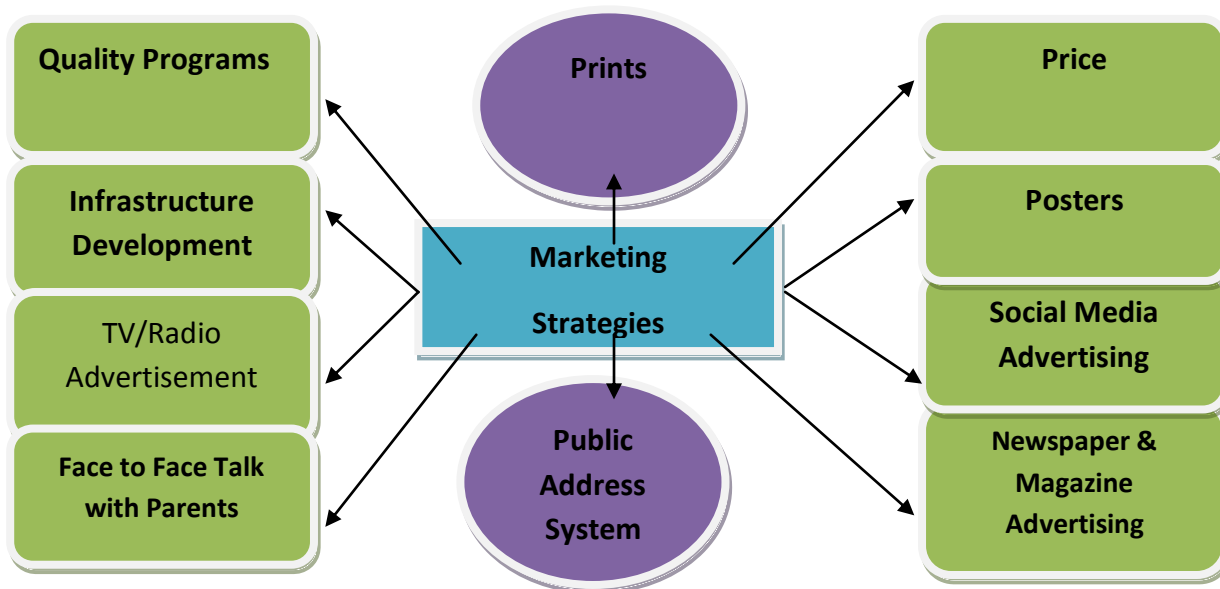 Quality Programs
Infrastructure
Development
TV/Radio
Advertisement
Face to Face Talk
with Parents
Prints
Marketing
Strategies
Public
Address
System
Price
Posters
Social Media
Advertising
Newspaper &
Magazine
Advertising